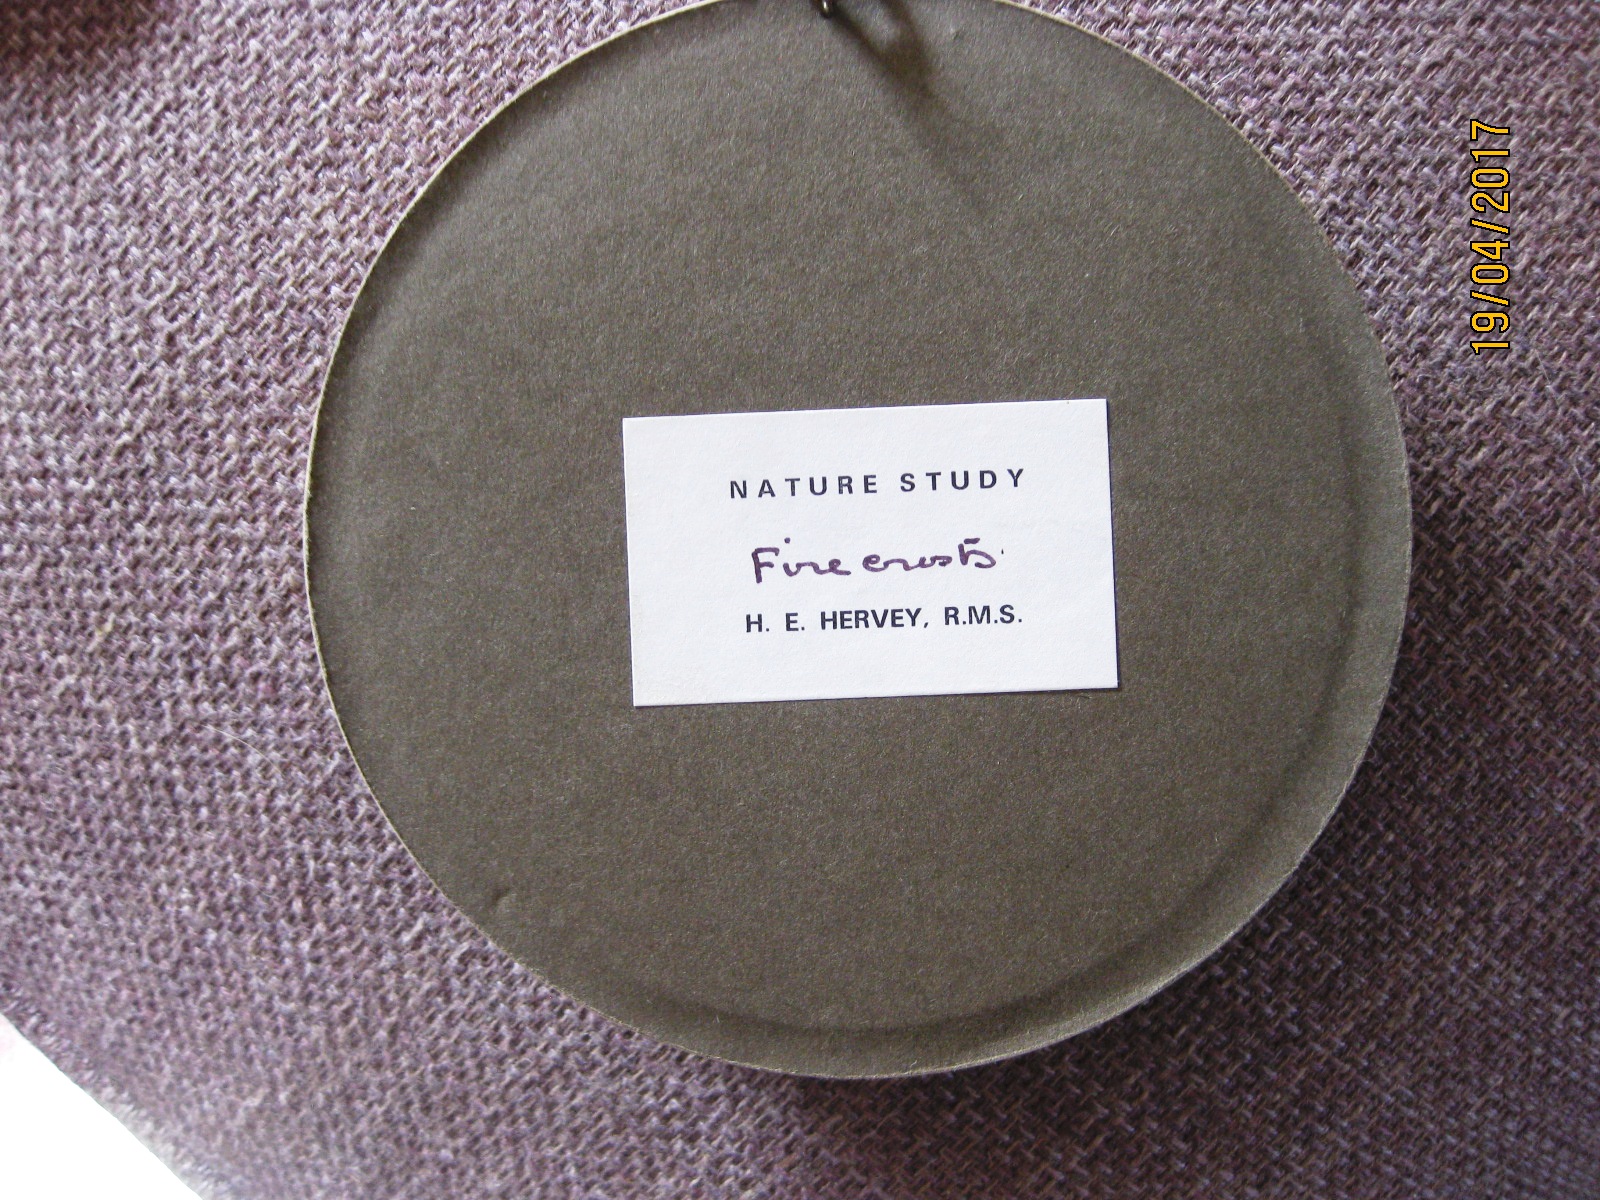 NATURE STUDY
Firecrests.
H. E. HERVEY, R.M.S.
19/04/2017